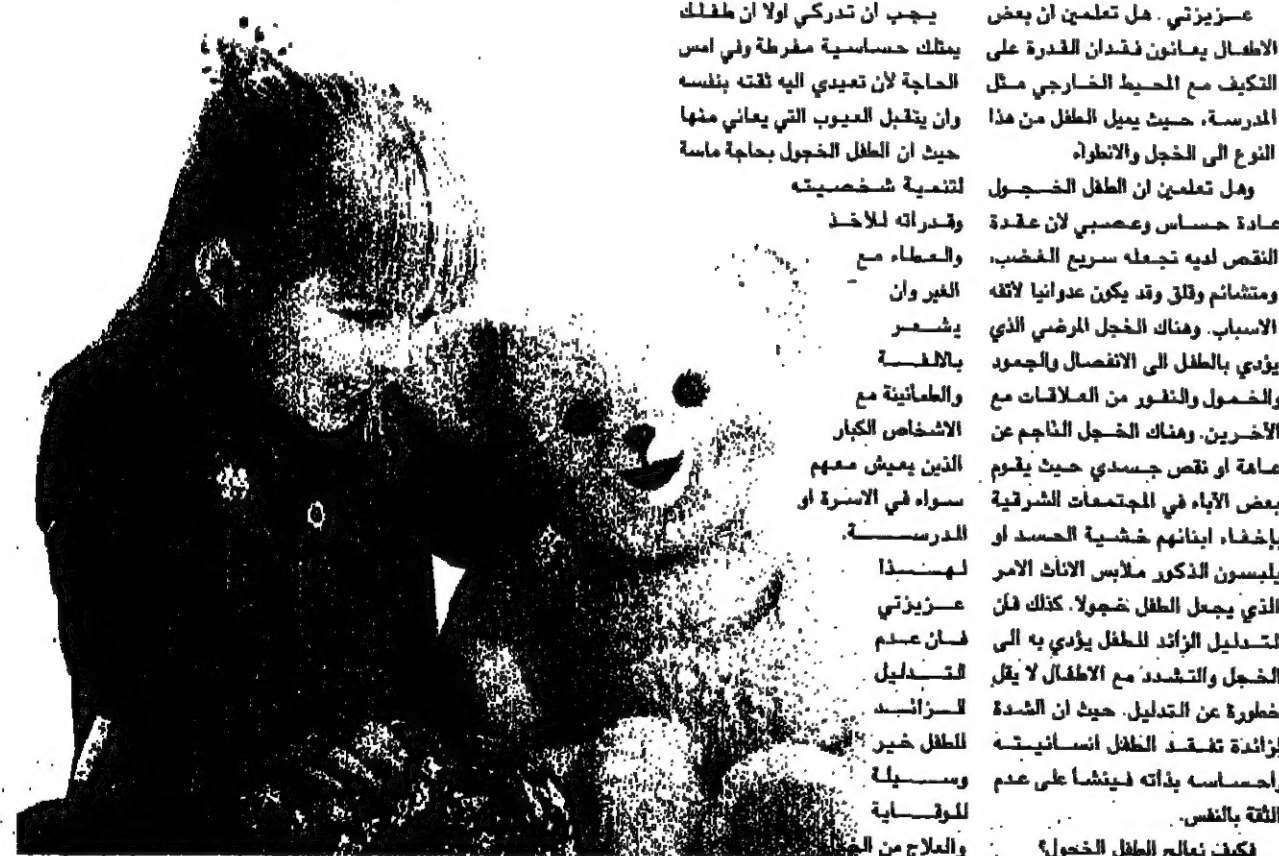 عزيزتي . هل تعلمين ان بعض
الاطفال يعانون فقدان القدرة على
التكيف مع المحيط الخارجي مثل
المدرسة، حيث يميل الطفل من هذا
النوع الى الخجل والانطواء
وهل تعلمين ان الطفل الخجول
عادة حساس وعصبي لان عقدة
النقص لديه تجعله سريع الغضب،
ومتشائم وقلق وقد يكون عدوانيا لاتفه
الاسباب. وهناك الخجل المرضي الذي
يؤدي بالطفل الى الانفصال والجمود
والخمول والنفور من العلاقات مع
الآخرين. وهناك الخجل الناجم عن
عاهة او نقص جسدي حيث يقوم
بعض الآباء في المجتمعات الشرقية
بإخفاء ابنائهم خشية الحسد او
يلبسون الذكور ملابس الاناث الامر
الذي يجعل الطفل خجولا. كذلك فان
التدليل الزائد للطفل يؤدي به الى
الخجل والتشدد مع الاطفال لا يقل
خطورة عن التدليل. حيث ان الشدة
الزائدة تفقد الطفل انسانيته
واحساسه بذاته فينشا على عدم
الثقة بالنفس.
فكيف نعالج الطفل الخجول؟
يجب ان تدركي اولا ان طفلك
يمتلك حساسية مفرطة وفي امس
الحاجة لأن تعيدي اليه ثقته بنفسه
وان يتقبل العيوب التي يعاني منها
حيث ان الطفل الخجول بحاجة ماسة
لتنمية شخصيته
وقدراته للاخذ
والعطاء مع
الغير وان
يشعر
بالالفة
والطمأنينة مع
الاشخاص الكبار
الذين يعيش معهم
سواء في الاسرة او
المدرسة.
لهذا
عزيزتي
فان عدم
التدليل
الزائد
للطفل خير
وسيلة
للوقاية
والعلاج من